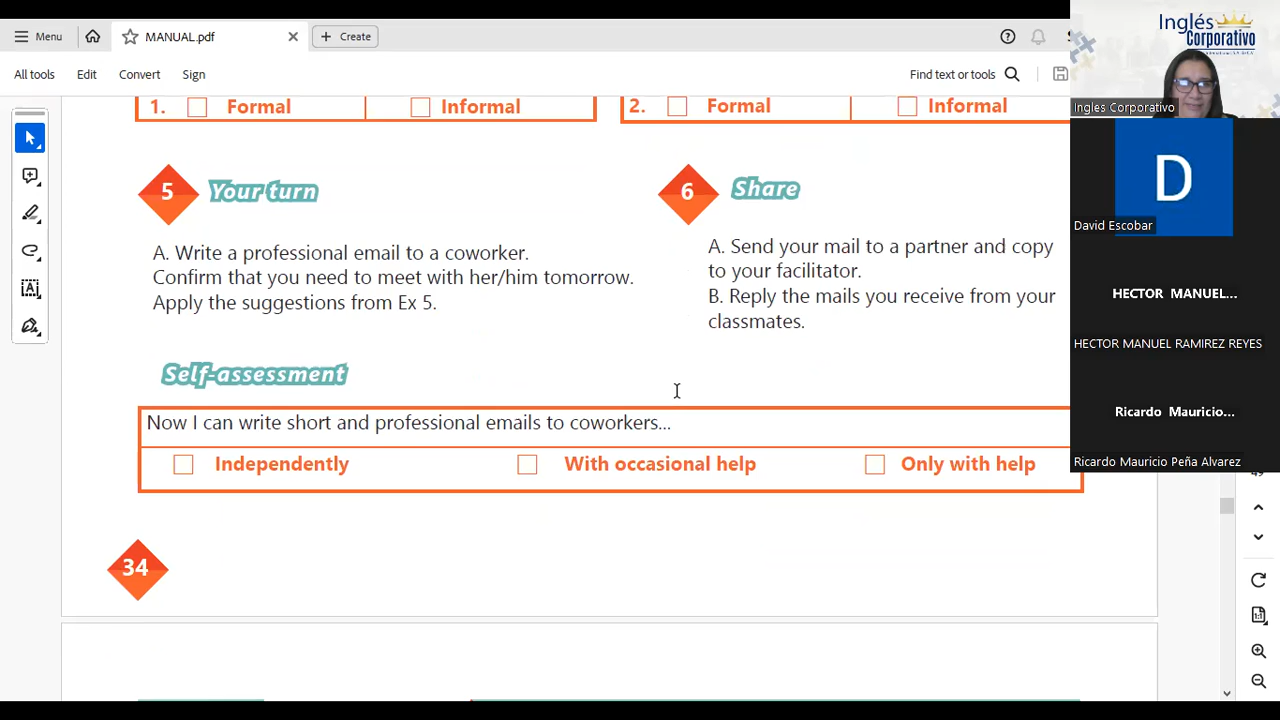 Menu
MANUAL.pdf
Create
All tools
Edit
Convert
Sign
Find text or tools
Inglés
Corporativo
Ingles Corporativo
1. Formal Informal
2. Formal Informal
5 Your turn
A. Write a professional email to a coworker.
Confirm that you need to meet with her/him tomorrow.
Apply the suggestions from Ex 5.
6 Share
A. Send your mail to a partner and copy
to your facilitator.
B. Reply the mails you receive from your
classmates.
Self-assessment
Now I can write short and professional emails to coworkers...
Independently With occasional help Only with help
34
D
David Escobar
HECTOR MANUEL...
HECTOR MANUEL RAMIREZ REYES
Ricardo Mauricio...
Ricardo Mauricio Peña Alvarez